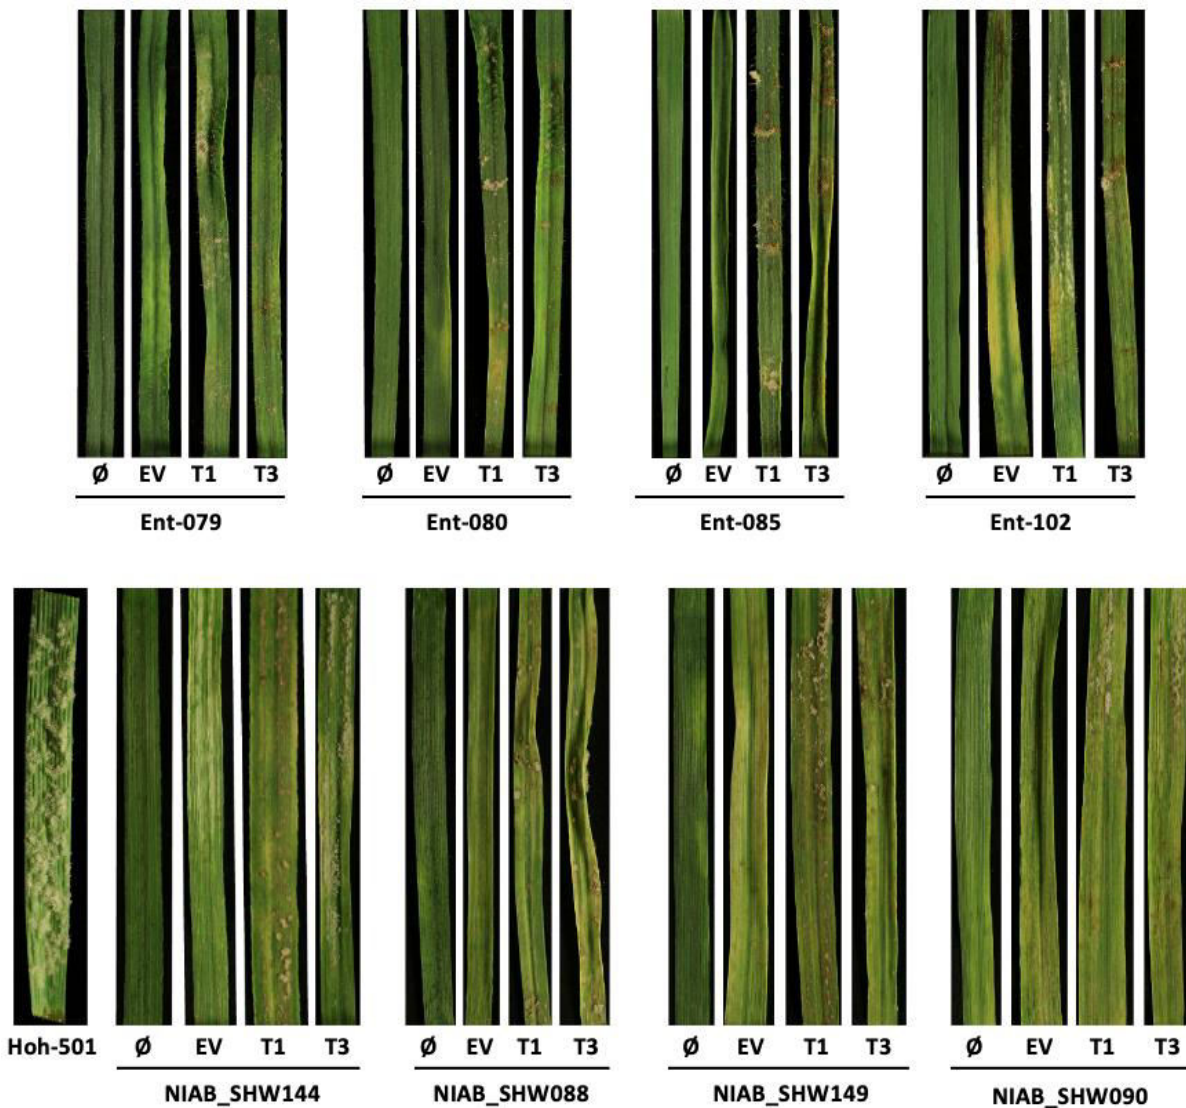 Ø EV T1 T3 Ø EV T1 T3 Ø EV T1 T3 Ø EV T1 T3
Ent-079 Ent-080 Ent-085 Ent-102
Hoh-501 Ø EV T1 T3 Ø EV T1 T3 Ø EV T1 T3 Ø EV T1 T3
NIAB_SHW144 NIAB_SHW088 NIAB_SHW149 NIAB_SHW090